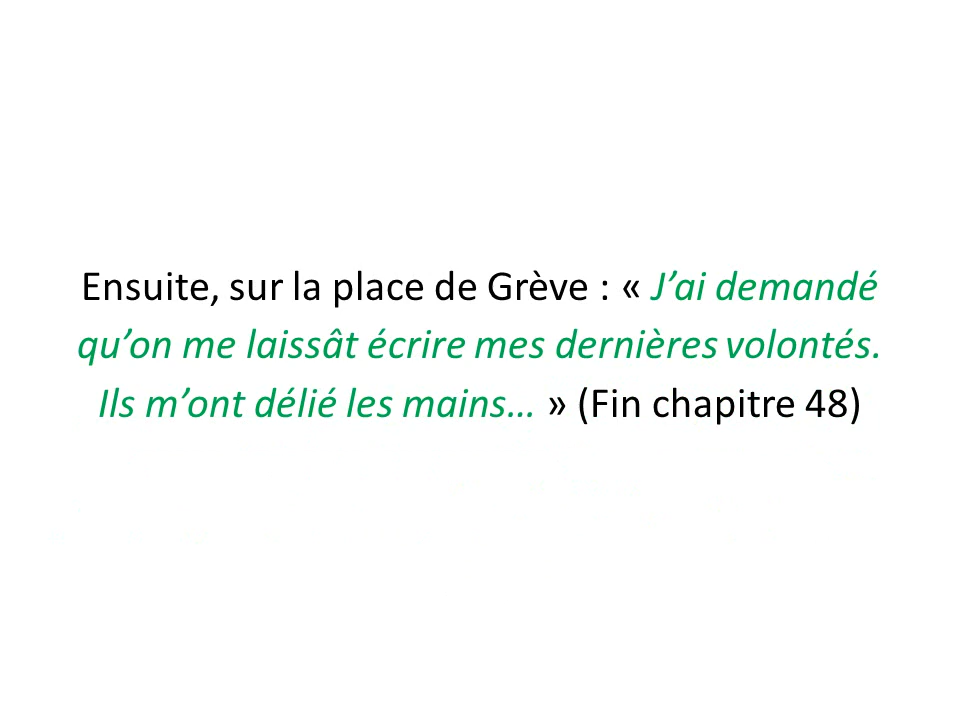 Ensuite, sur la place de Grève : « J’ai demandé
qu’on me laissât écrire mes dernières volontés.
Ils m’ont délié les mains… » (Fin chapitre 48)